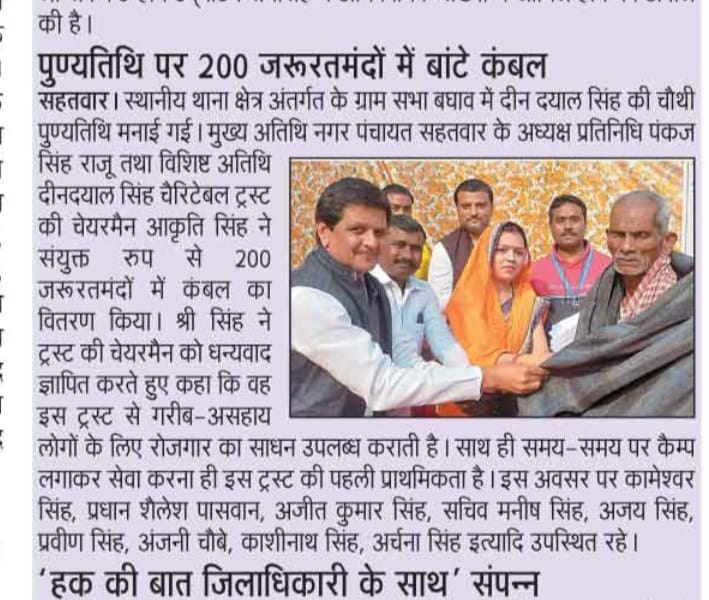 की है।
पुण्यतिथि पर 200 जरूरतमंदों में बांटे कंबल
सहतवार। स्थानीय थाना क्षेत्र अंतर्गत के ग्राम सभा बघाव में दीन दयाल सिंह की चौथी
पुण्यतिथि मनाई गई। मुख्य अतिथि नगर पंचायत सहतवार के अध्यक्ष प्रतिनिधि पंकज
सिंह राजू तथा विशिष्ट अतिथि
दीनदयाल सिंह चैरिटेबल ट्रस्ट
की चेयरमैन आकृति सिंह ने
संयुक्त रुप से 200
जरूरतमंदों में कंबल का
वितरण किया। श्री सिंह ने
ट्रस्ट की चेयरमैन को धन्यवाद
ज्ञापित करते हुए कहा कि वह
इस ट्रस्ट से गरीब-असहाय
लोगों के लिए रोजगार का साधन उपलब्ध कराती है। साथ ही समय-समय पर कैम्प
लगाकर सेवा करना ही इस ट्रस्ट की पहली प्राथमिकता है। इस अवसर पर कामेश्वर
सिंह, प्रधान शैलेश पासवान, अजीत कुमार सिंह, सचिव मनीष सिंह, अजय सिंह,
प्रवीण सिंह, अंजनी चौबे, काशीनाथ सिंह, अर्चना सिंह इत्यादि उपस्थित रहे।
'हक की बात जिलाधिकारी के साथ' संपन्न